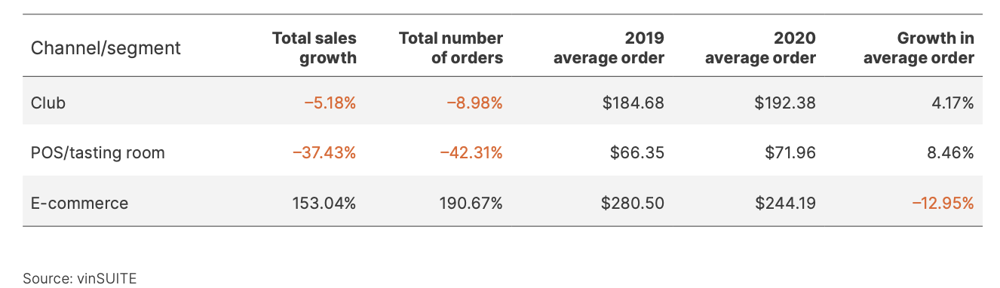 Channel/segment Total sales growth Total number of orders 2019 average order 2020 average order Growth in average order
Club –5.18% –8.98% $184.68 $192.38 4.17%
POS/tasting room –37.43% –42.31% $66.35 $71.96 8.46%
E-commerce 153.04% 190.67% $280.50 $244.19 –12.95%
Source: vinSUITE